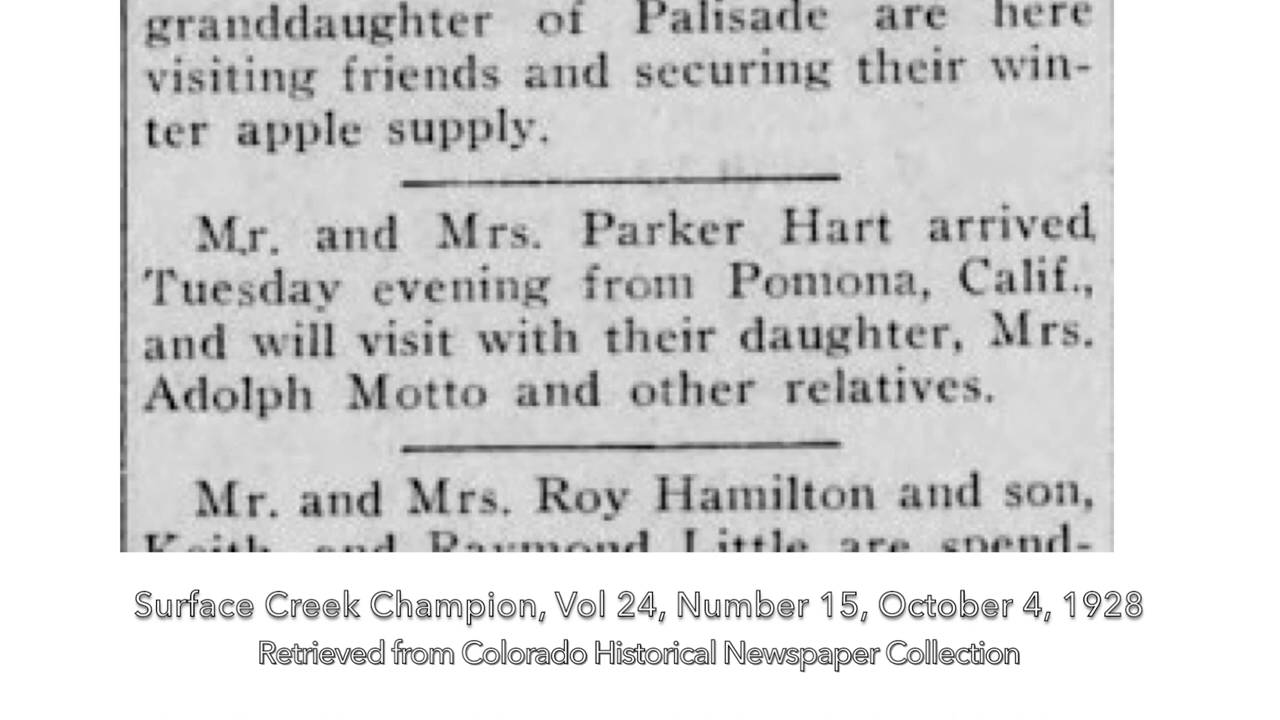 granddaughter of Palisade are here
visiting friends and securing their win-
ter apple supply.
Mr. and Mrs. Parker Hart arrived
Tuesday evening from Pomona, Calif.,
and will visit with their daughter, Mrs.
Adolph Motto and other relatives.
Mr. and Mrs. Roy Hamilton and son,
Keith and Raymond Little are spend-
Surface Creek Champion, Vol 24, Number 15, October 4, 1928
Retrieved from Colorado Historical Newspaper Collection